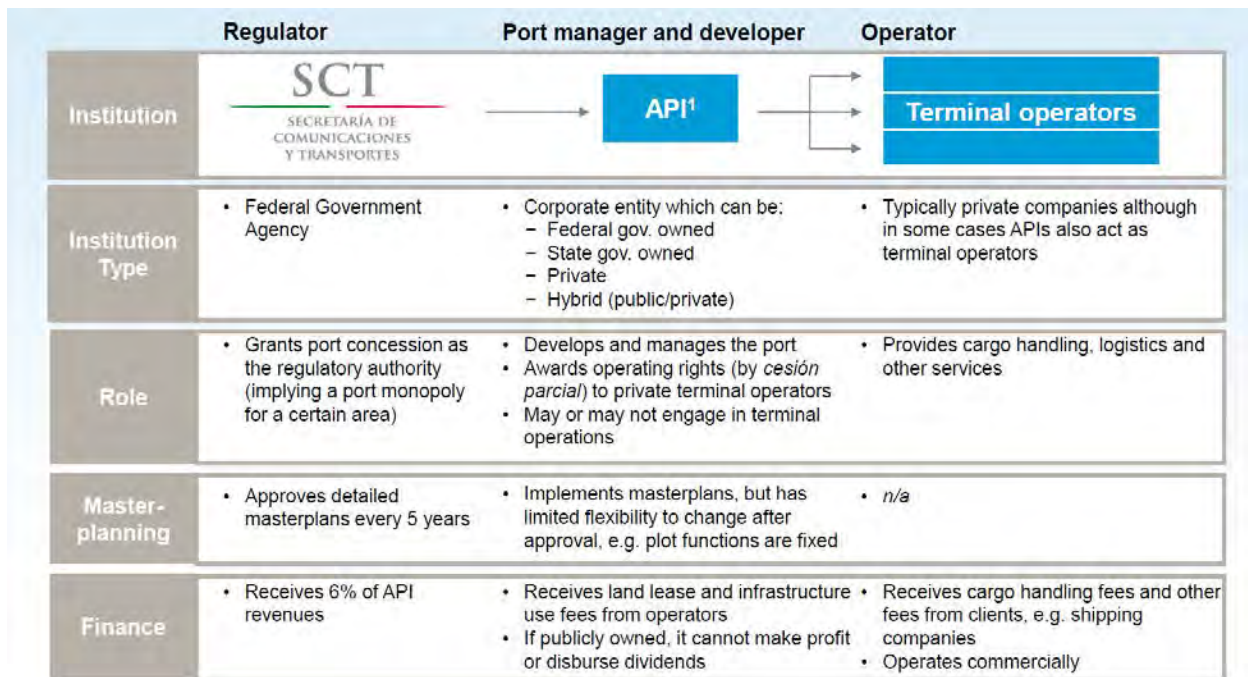 Regulator Port manager and developer Operator
Institution
SCT
SECRETARÍA DE
COMUNICACIONES
Y TRANSPORTES
API¹
Terminal operators
Institution
Type
• Federal Government
Agency
• Corporate entity which can be:
– Federal gov. owned
– State gov. owned
– Private
– Hybrid (public/private)
• Typically private companies although
in some cases APIs also act as
terminal operators
Role
• Grants port concession as
the regulatory authority
(implying a port monopoly
for a certain area)
• Develops and manages the port
• Awards operating rights (by cesión
parcial) to private terminal operators
• May or may not engage in terminal
operations
• Provides cargo handling, logistics and
other services
Master-
planning
• Approves detailed
masterplans every 5 years
• Implements masterplans, but has
limited flexibility to change after
approval, e.g. plot functions are fixed
• n/a
Finance
• Receives 6% of API
revenues
• Receives land lease and infrastructure
use fees from operators
• If publicly owned, it cannot make profit
or disburse dividends
• Receives cargo handling fees and other
fees from clients, e.g. shipping
companies
• Operates commercially